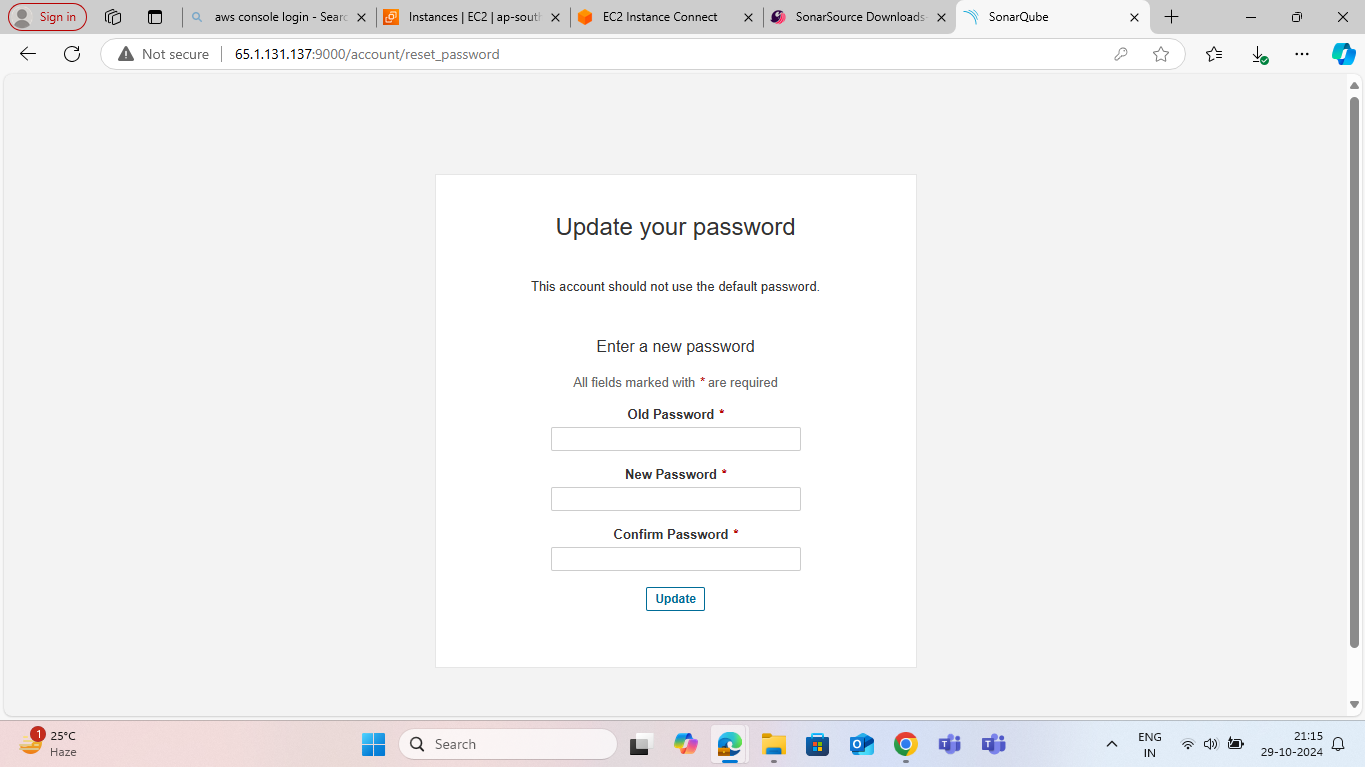 Sign in
aws console login - Searc
Instances | EC2 | ap-south
EC2 Instance Connect
SonarSource Downloads
SonarQube
Not secure
65.1.131.137:9000/account/reset_password
Update your password
This account should not use the default password.
Enter a new password
All fields marked with * are required
Old Password *
New Password *
Confirm Password *
Update
1
25°C
Haze
Search
ENG
IN
21:15
29-10-2024